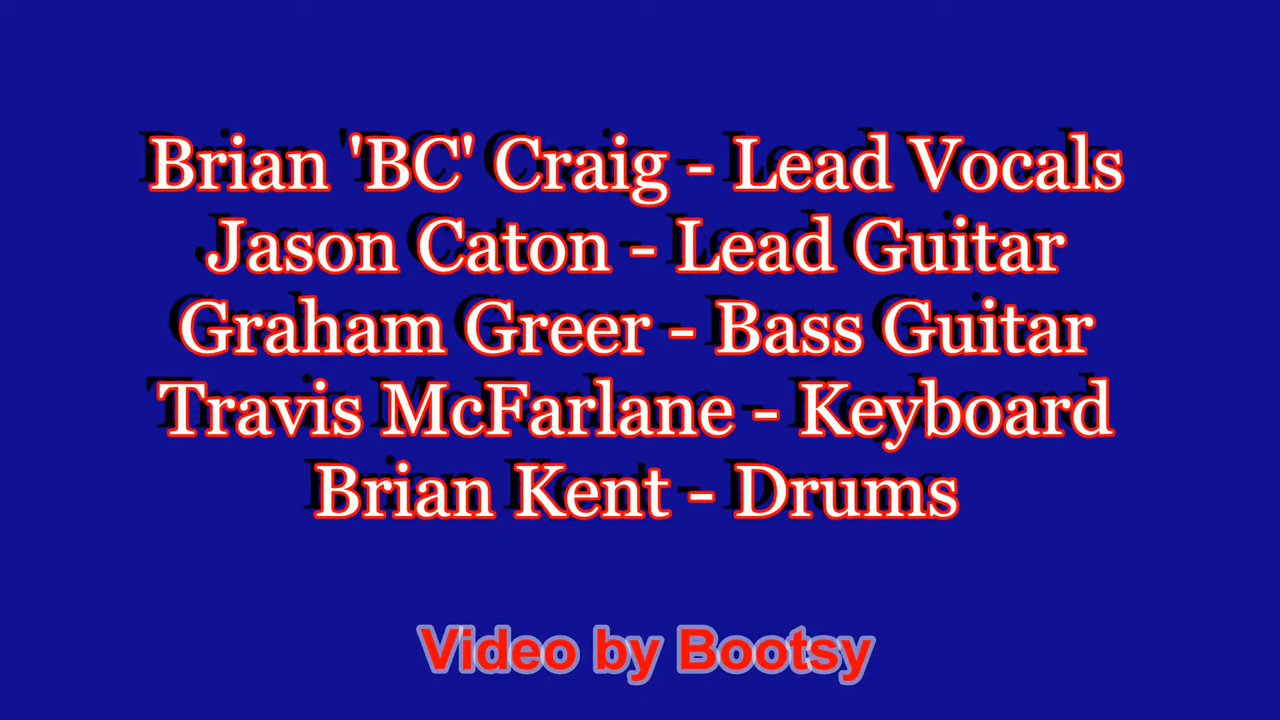 Brian 'BC' Craig - Lead Vocals
Jason Caton - Lead Guitar
Graham Greer - Bass Guitar
Travis McFarlane - Keyboard
Brian Kent - Drums
Video by Bootsy